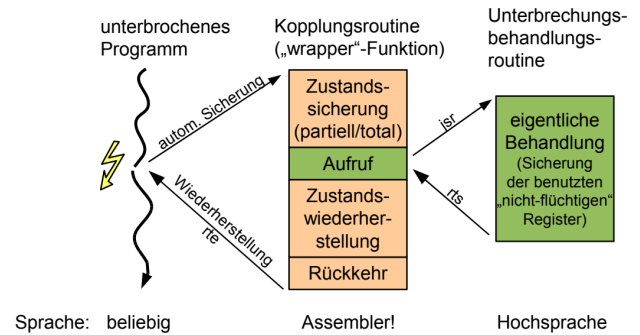 unterbrochenes
Programm
Kopplungsroutine
(„wrapper“-Funktion)
Unterbrechungs-
behandlungs-
routine
autom. Sicherung
Wiederherstellung
rte
Zustands-
sicherung
(partiell/total)
Aufruf
Zustands-
wiederher-
stellung
Rückkehr
jsr
rts
eigentliche
Behandlung
(Sicherung
der benutzten
„nicht-flüchtigen“
Register)
Sprache: beliebig
Assembler!
Hochsprache